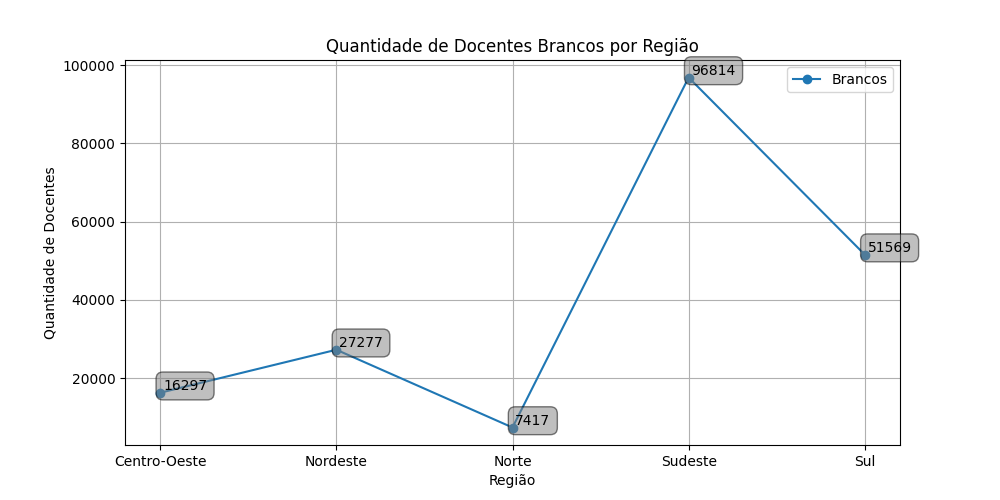 Quantidade de Docentes Brancos por Região
100000
80000
60000
40000
20000
Quantidade de Docentes
16297
27277
7417
96814
51569
Brancos
Centro-Oeste
Nordeste
Norte
Sudeste
Sul
Região